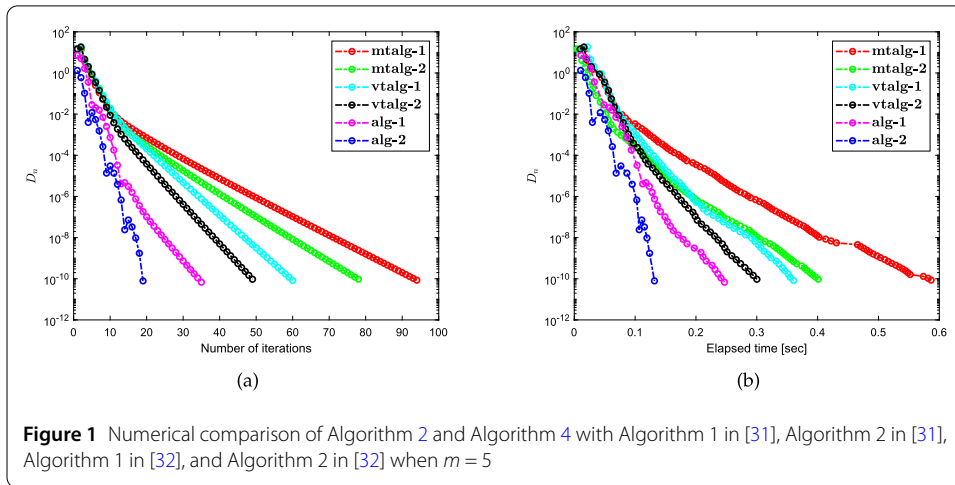 10^2
10^0
10^-2
10^-4
10^-6
10^-8
10^-10
10^-12
D_n
0 10 20 30 40 50 60 70 80 90 100
Number of iterations
mtalg-1
mtalg-2
vtalg-1
vtalg-2
alg-1
alg-2
(a)
10^2
10^0
10^-2
10^-4
10^-6
10^-8
10^-10
10^-12
D_n
0 0.1 0.2 0.3 0.4 0.5 0.6
Elapsed time [sec]
mtalg-1
mtalg-2
vtalg-1
vtalg-2
alg-1
alg-2
(b)
Figure 1 Numerical comparison of Algorithm 2 and Algorithm 4 with Algorithm 1 in [31], Algorithm 2 in [31],
Algorithm 1 in [32], and Algorithm 2 in [32] when m = 5